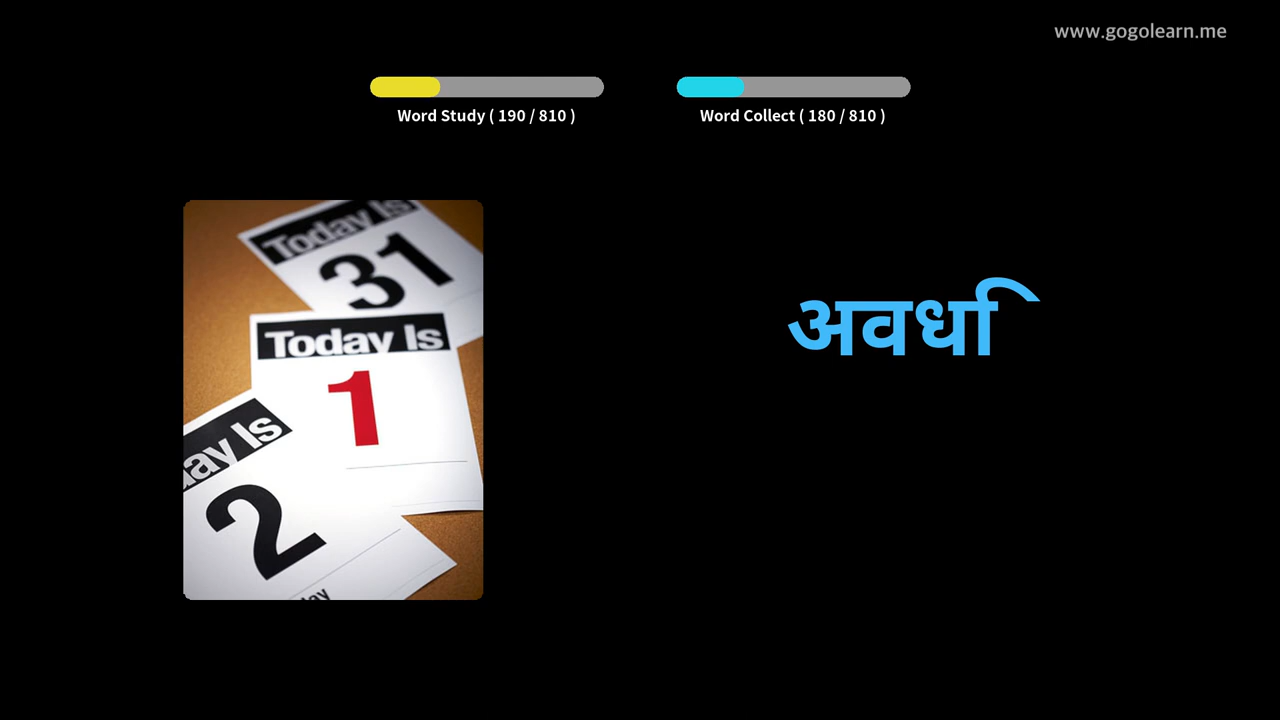 www.gogolearn.me
Word Study ( 190 / 810 )
Word Collect ( 180 / 810 )
Today Is
31
Today Is
1
ay Is
2
अवधि